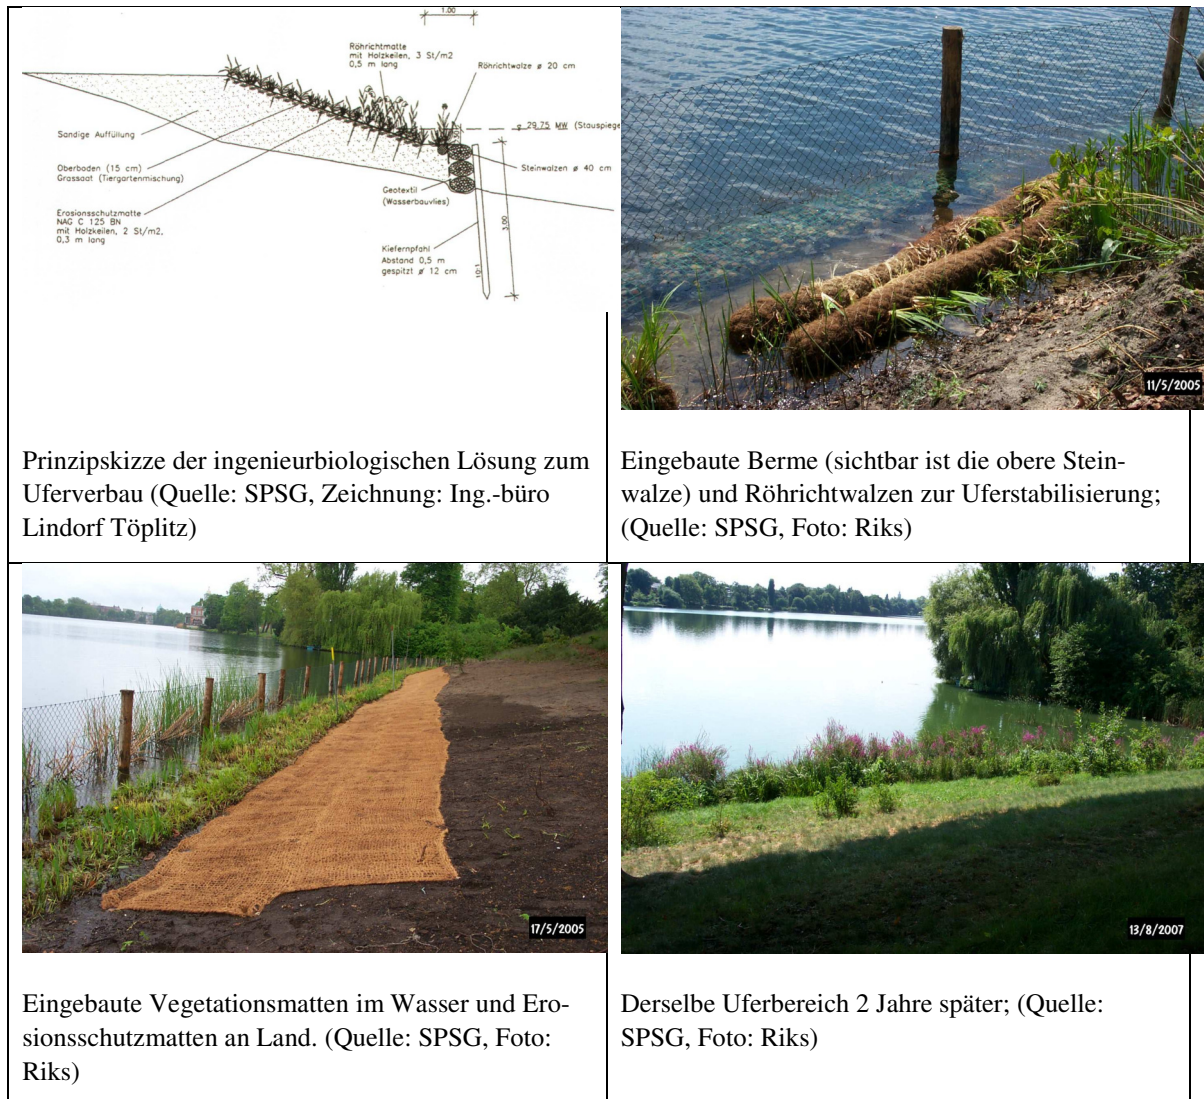 1.00
Röhrichtmatte
mit Holzkeilen, 3 St/m2
0,5 m lang
Röhrichtwalze ø 20 cm
Sandige Auffüllung
29.75 MW (Stauspiege
Oberboden (15 cm)
Grassaat (Tiergartenmischung)
Steinwalzen ø 40 cm
Geotextil
(Wasserbauvlies)
Erosionsschutzmatte
NAG C 125 BN
mit Holzkeilen, 2 St/m2,
0,3 m lang
3.00
Kiefernpfahl
Abstand 0,5 m
gespitzt ø 12 cm
10:1
11/5/2005
Prinzipskizze der ingenieurbiologischen Lösung zum
Uferverbau (Quelle: SPSG, Zeichnung: Ing.-büro
Lindorf Töplitz)
Eingebaute Berme (sichtbar ist die obere Stein-
walze) und Röhrichtwalzen zur Uferstabilisierung;
(Quelle: SPSG, Foto: Riks)
17/5/2005
13/8/2007
Eingebaute Vegetationsmatten im Wasser und Ero-
sionsschutzmatten an Land. (Quelle: SPSG, Foto:
Riks)
Derselbe Uferbereich 2 Jahre später; (Quelle:
SPSG, Foto: Riks)